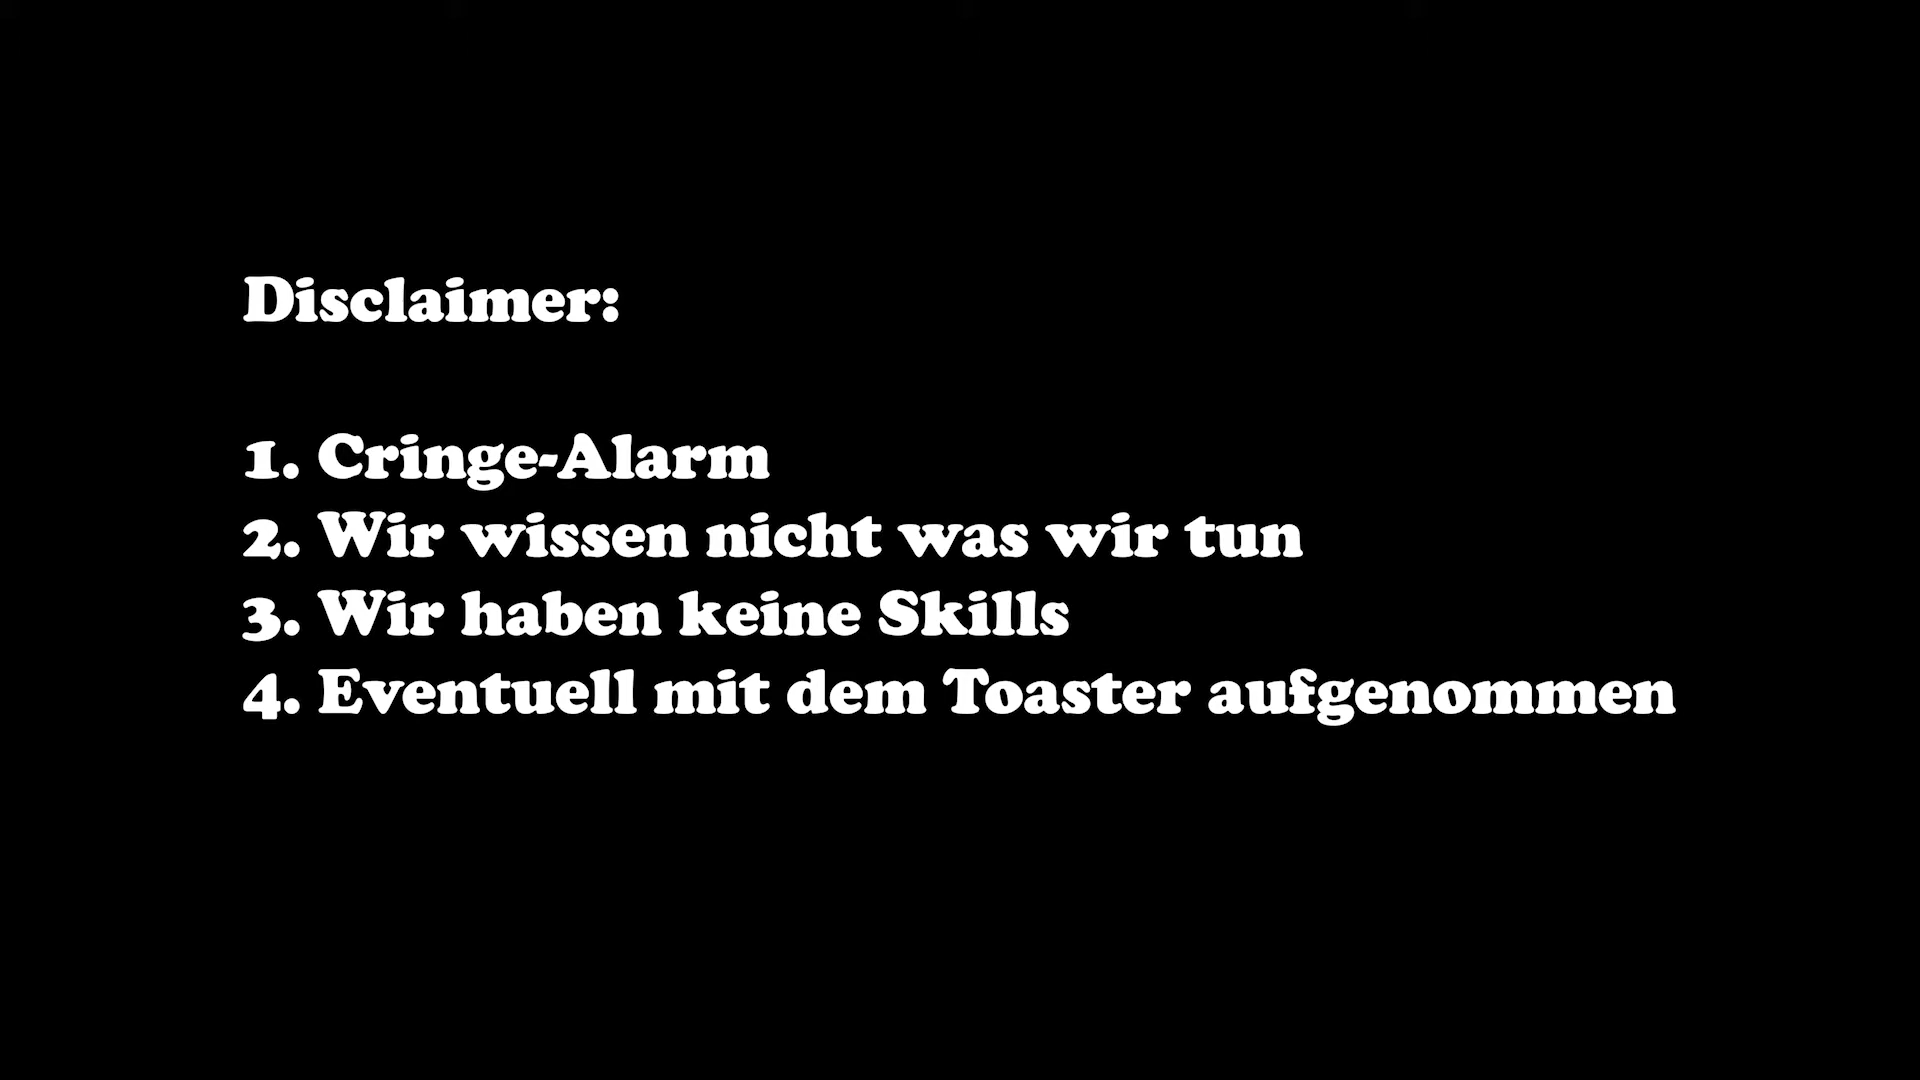 Disclaimer:
1. Cringe-Alarm
2. Wir wissen nicht was wir tun
3. Wir haben keine Skills
4. Eventuell mit dem Toaster aufgenommen